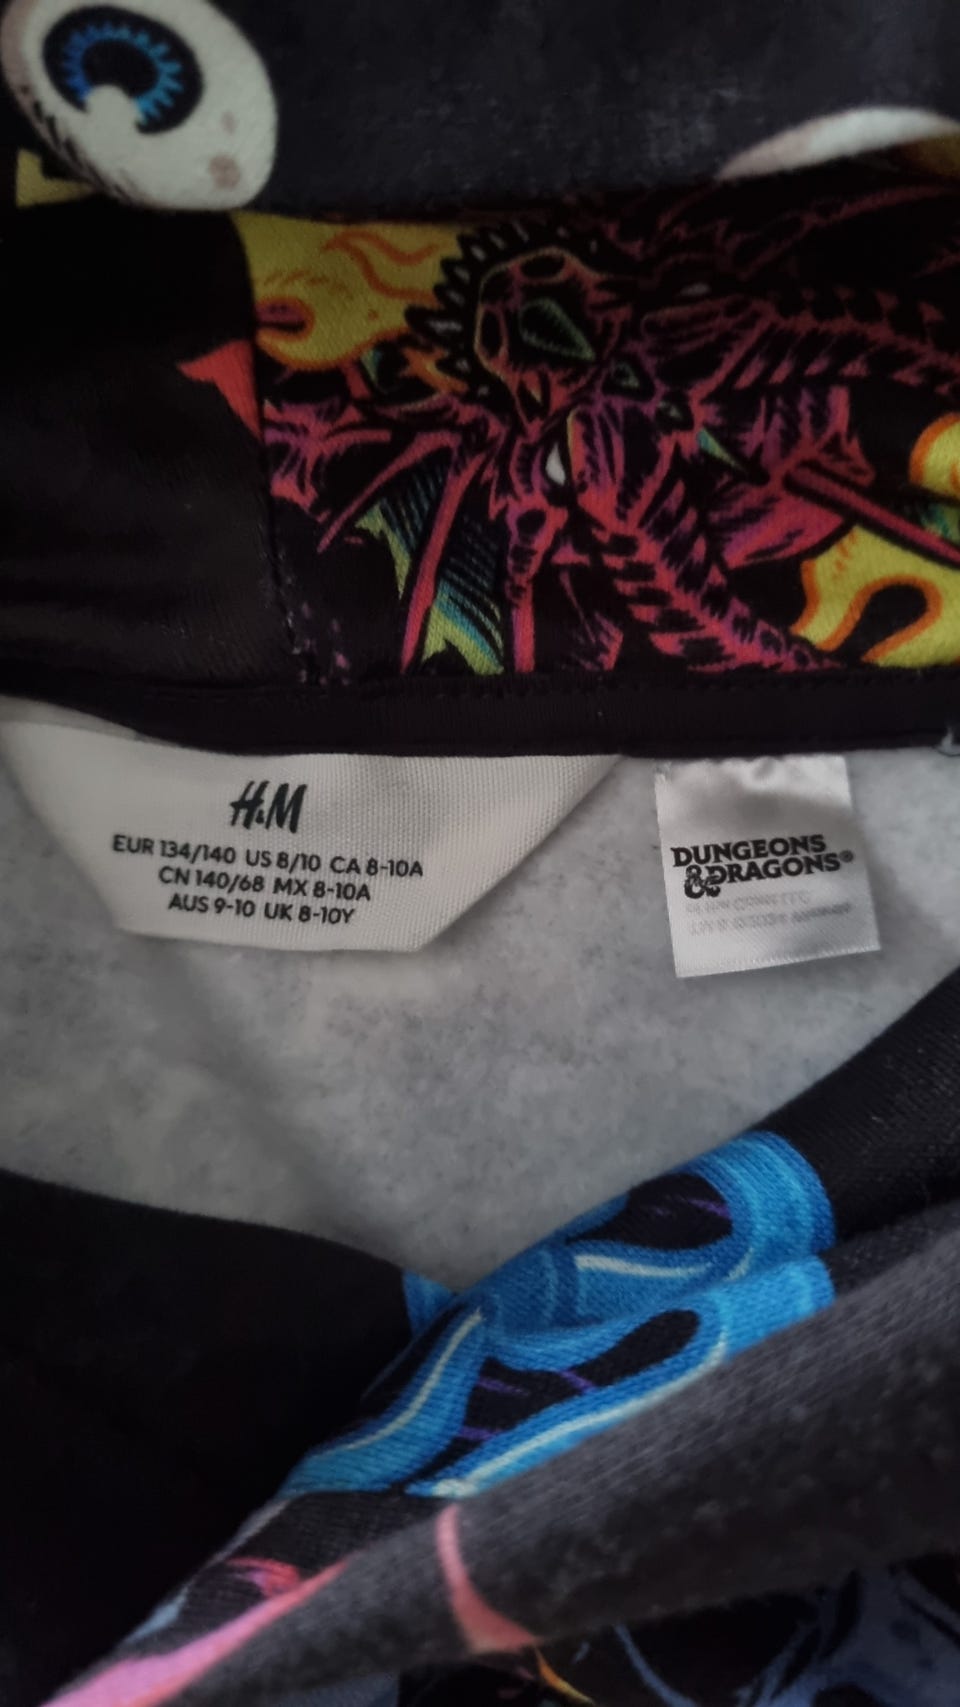 H&M
EUR 134/140 US 8/10 CA 8-10A
CN 140/68 MX 8-10A
AUS 9-10 UK 8-10Y
DUNGEONS
& DRAGONS®